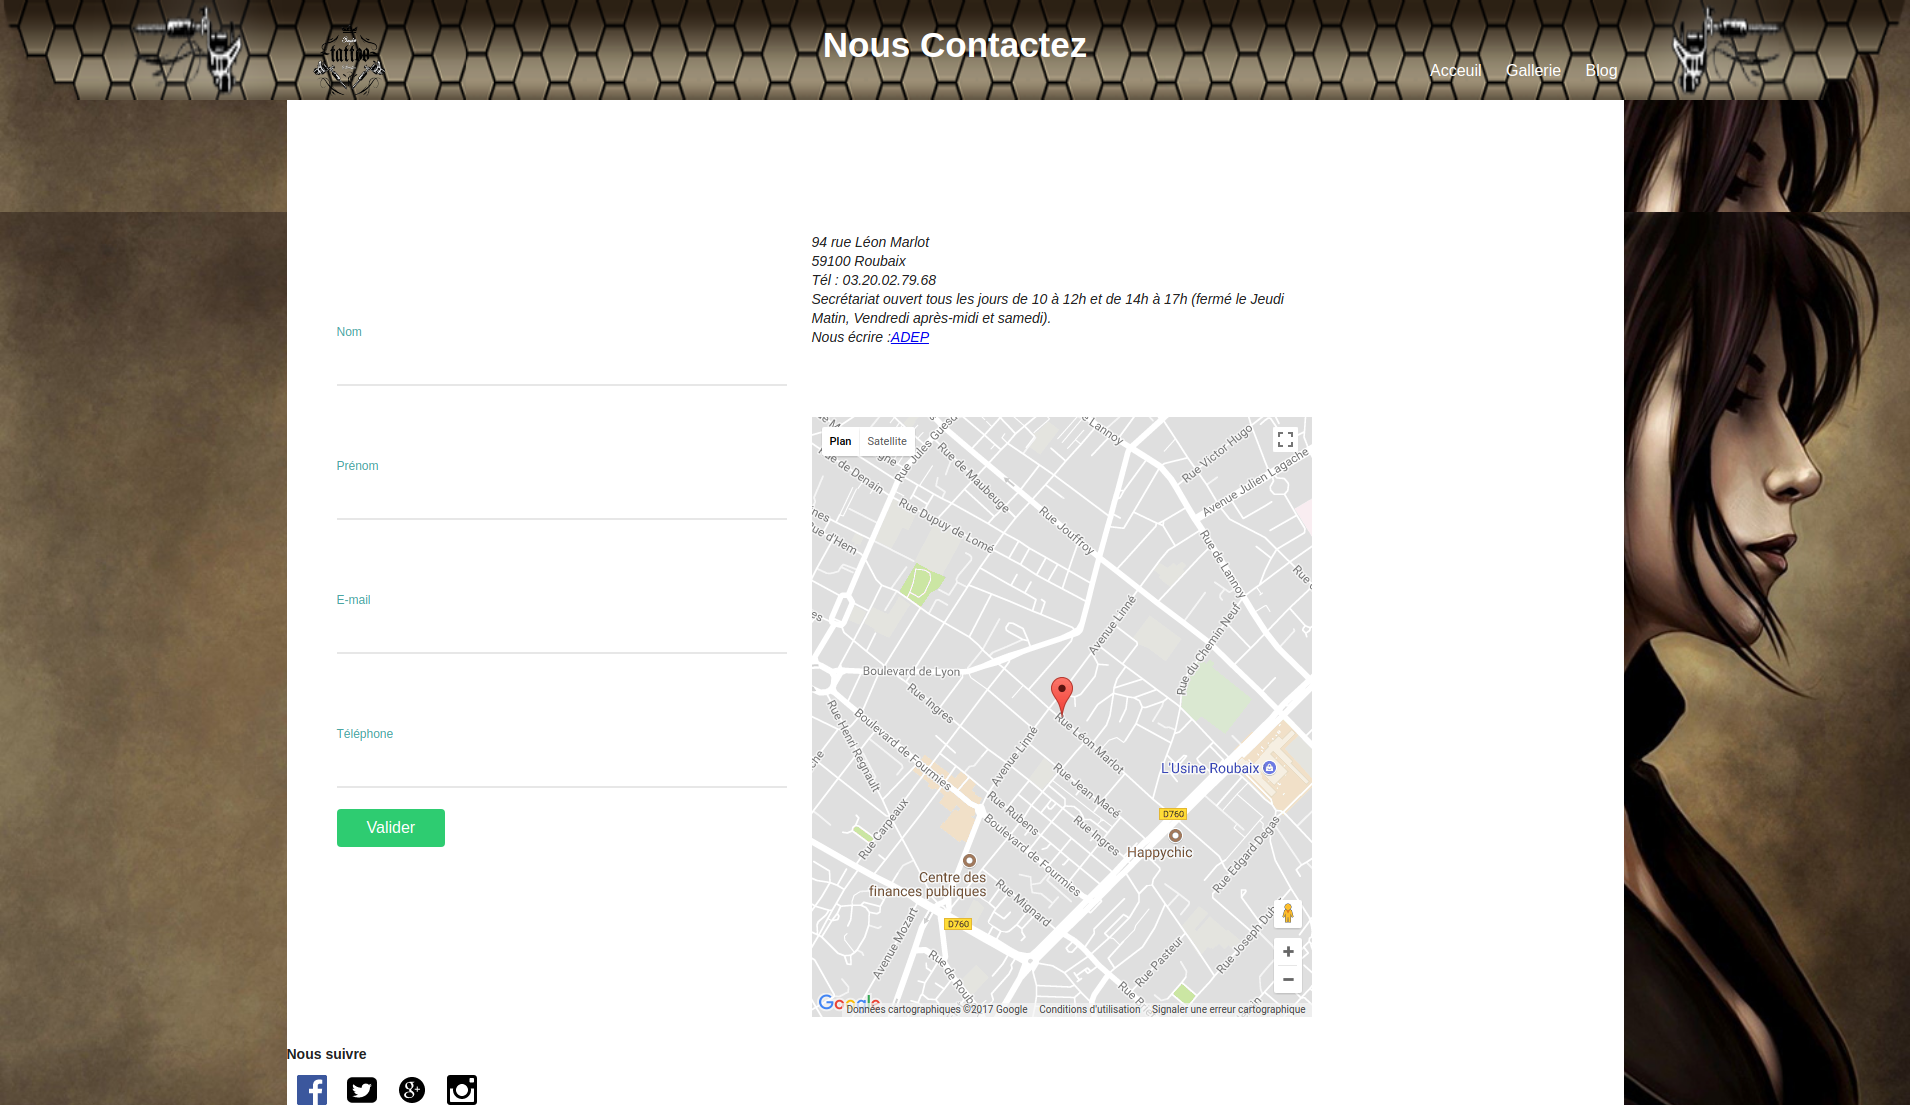 tattoo
Nous Contactez
Acceuil Gallerie Blog
94 rue Léon Marlot
59100 Roubaix
Tél : 03.20.02.79.68
Secrétariat ouvert tous les jours de 10 à 12h et de 14h à 17h (fermé le Jeudi
Matin, Vendredi après-midi et samedi).
Nous écrire :ADEP
Nom
Prénom
E-mail
Téléphone
Valider
Plan Satellite
Rue Jules Guesd
Rue de Maubeuge
de Lannoy
Rue Victor Hugo
Avenue Julien Lagache
Rue de Denain
Rue Dupuy de Lomé
Rue Jouffroy
Rue d'Hem
Rue de Lannoy
Avenue Linné
Rue du Chemin Neuf
Boulevard de Lyon
Rue Ingres
Rue Henri Regnault
Boulevard de Fourmies
Avenue Linné
Rue Léon Marlot
L'Usine Roubaix
Rue Jean Macé
Rue Rubens
D760
Rue Carpeaux
Boulevard de Fourmies
Rue Ingres
Happychic
Rue Edgard Degas
Centre des
finances publiques
Rue Mignard
D760
Avenue Mozart
Rue Joseph Dub
Rue Pasteur
Rue de Roub
Google
Données cartographiques ©2017 Google Conditions d'utilisation Signaler une erreur cartographique
Nous suivre